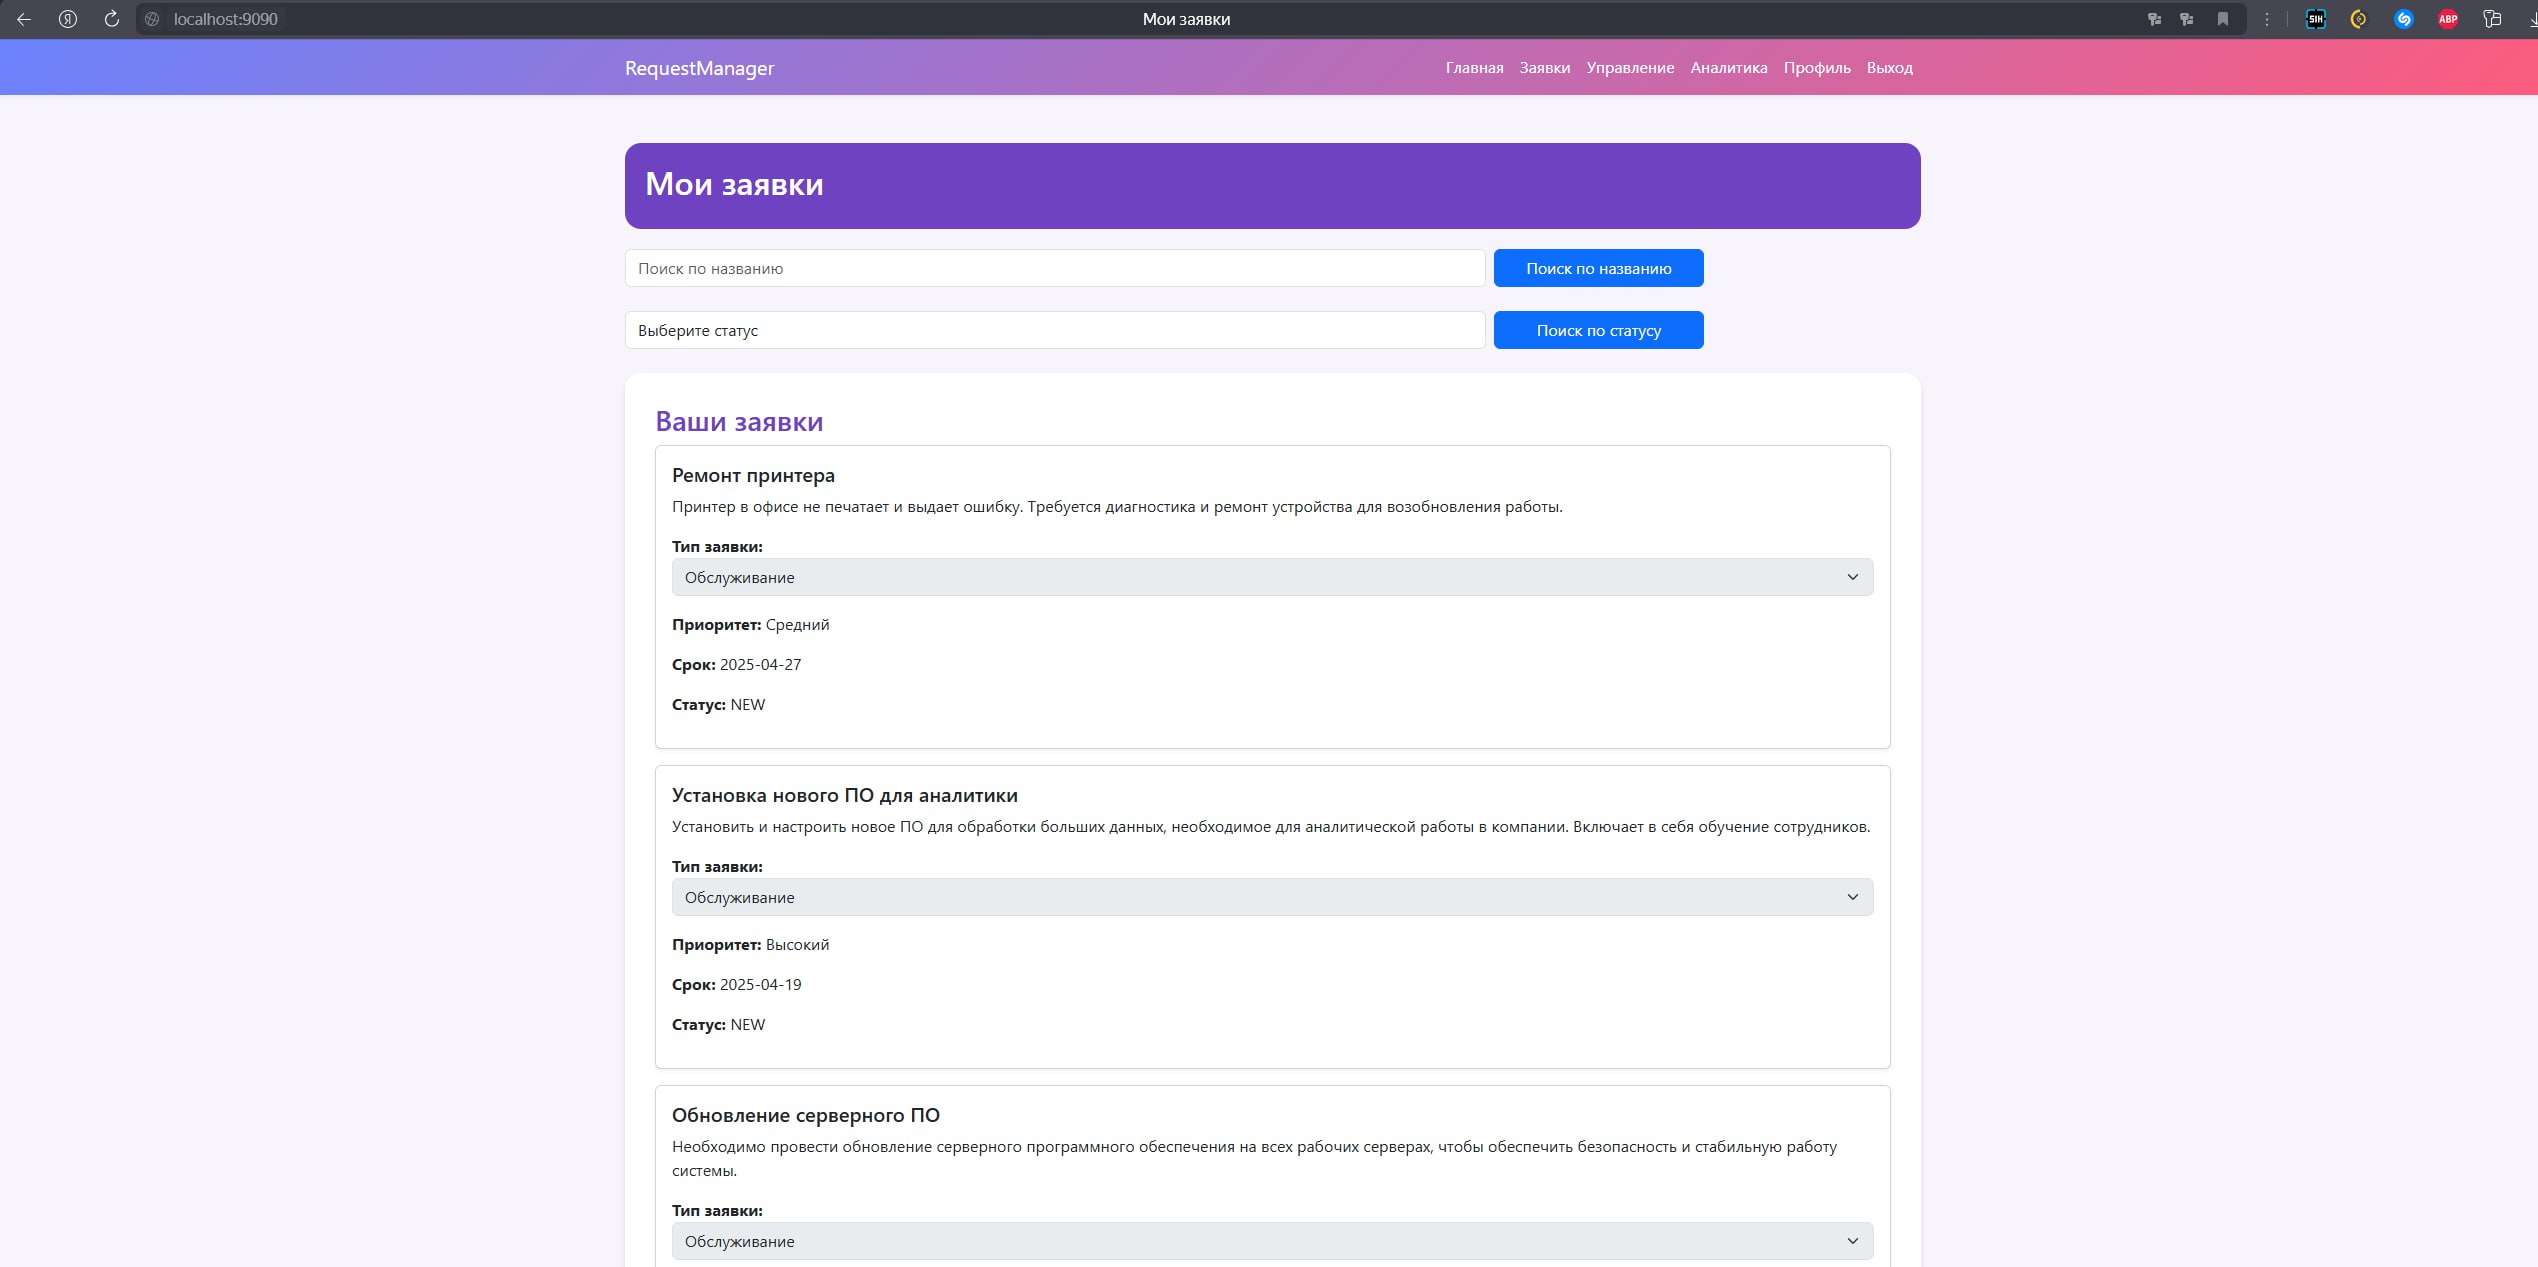 localhost:9090
Мои заявки
SIH
ABP
RequestManager
Главная Заявки Управление Аналитика Профиль Выход
Мои заявки
Поиск по названию
Поиск по названию
Выберите статус
Поиск по статусу
Ваши заявки
Ремонт принтера
Принтер в офисе не печатает и выдает ошибку. Требуется диагностика и ремонт устройства для возобновления работы.
Тип заявки:
Обслуживание
Приоритет: Средний
Срок: 2025-04-27
Статус: NEW
Установка нового ПО для аналитики
Установить и настроить новое ПО для обработки больших данных, необходимое для аналитической работы в компании. Включает в себя обучение сотрудников.
Тип заявки:
Обслуживание
Приоритет: Высокий
Срок: 2025-04-19
Статус: NEW
Обновление серверного ПО
Необходимо провести обновление серверного программного обеспечения на всех рабочих серверах, чтобы обеспечить безопасность и стабильную работу
системы.
Тип заявки:
Обслуживание